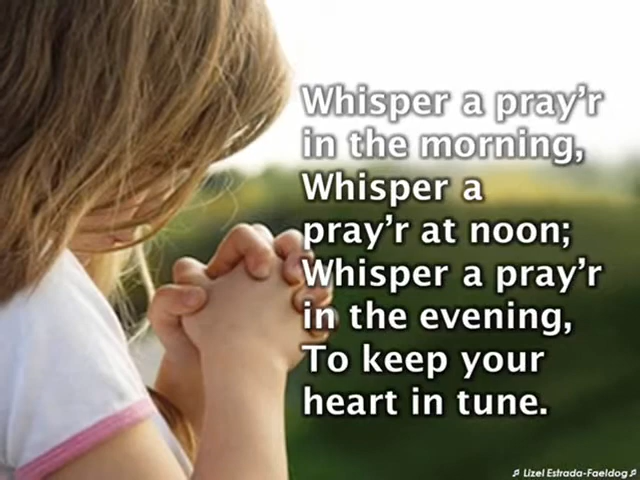 Whisper a pray’r
in the morning,
Whisper a
pray’r at noon;
Whisper a pray’r
in the evening,
To keep your
heart in tune.
♬ Lizel Estrada-Faeldog ♬